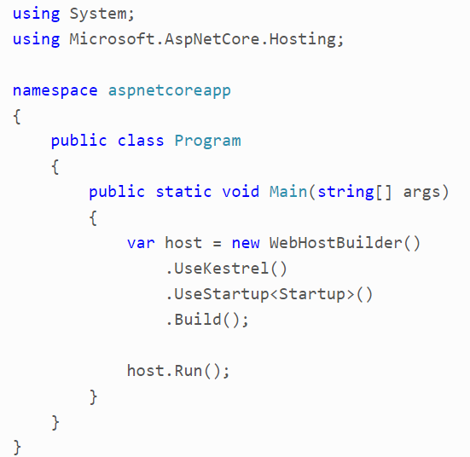 using System;
using Microsoft.AspNetCore.Hosting;
namespace aspnetcoreapp
{
    public class Program
    {
        public static void Main(string[] args)
        {
            var host = new WebHostBuilder()
                .UseKestrel()
                .UseStartup<Startup>()
                .Build();
            host.Run();
        }
    }
}